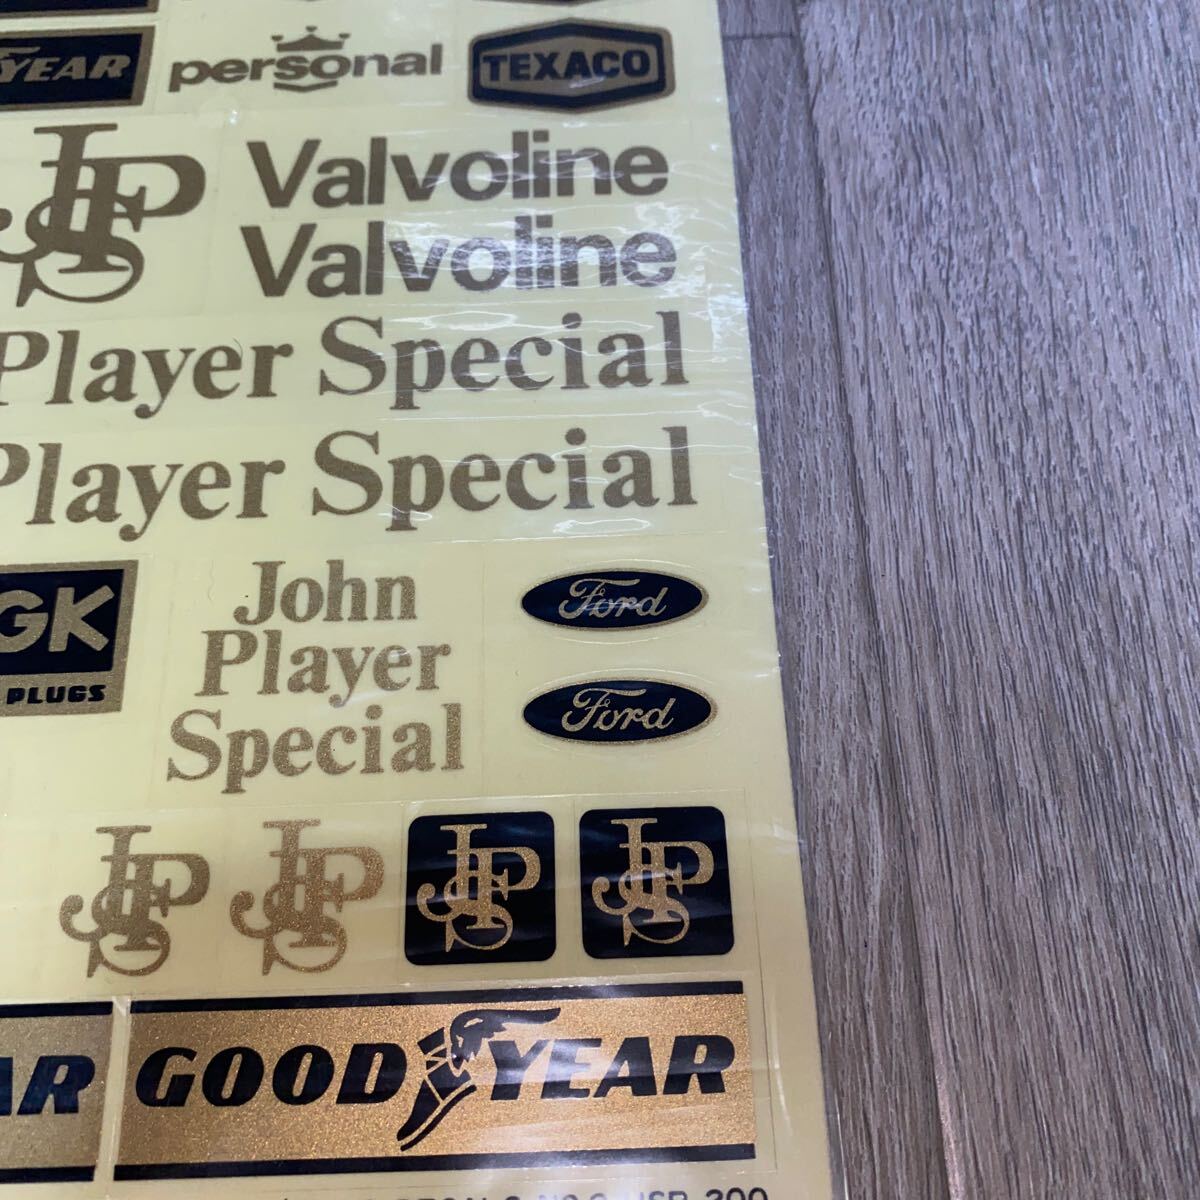 YEAR personal TEXACO
JPS Valvoline
Valvoline
Player Special
Player Special
GK
PLUGS
John
Player
Special
Ford
Ford
JPS JPS JPS JPS
AR GOODYEAR